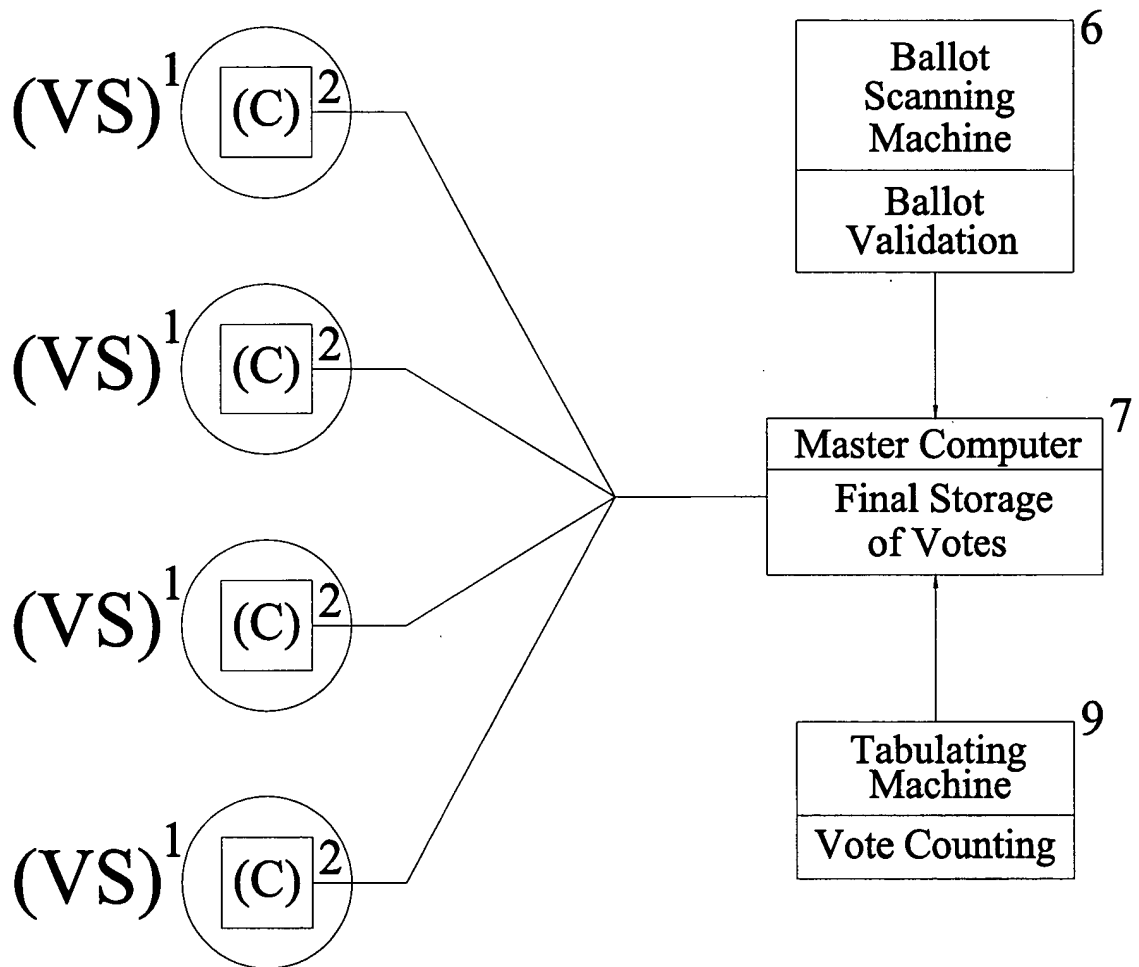 (VS)1 (C) 2
(VS)1 (C) 2
(VS)1 (C) 2
(VS)1 (C) 2
6
Ballot
Scanning
Machine
Ballot
Validation
7
Master Computer
Final Storage
of Votes
9
Tabulating
Machine
Vote Counting